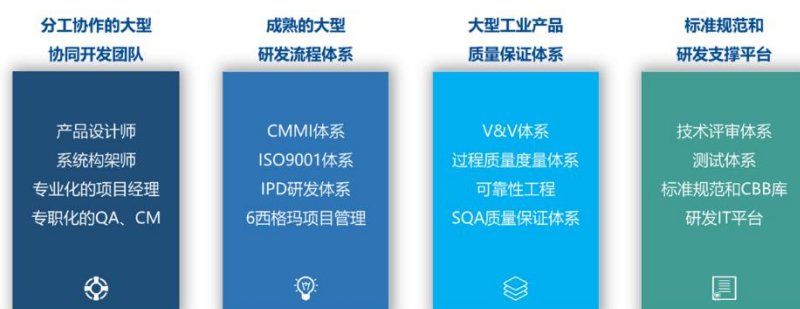 分工协作的大型
协同开发团队
产品设计师
系统构架师
专业化的项目经理
专职化的QA、CM
成熟的大型
研发流程体系
CMMI体系
ISO9001体系
IPD研发体系
6西格玛项目管理
大型工业产品
质量保证体系
V&V体系
过程质量度量体系
可靠性工程
SQA质量保证体系
标准规范和
研发支撑平台
技术评审体系
测试体系
标准规范和CBB库
研发IT平台